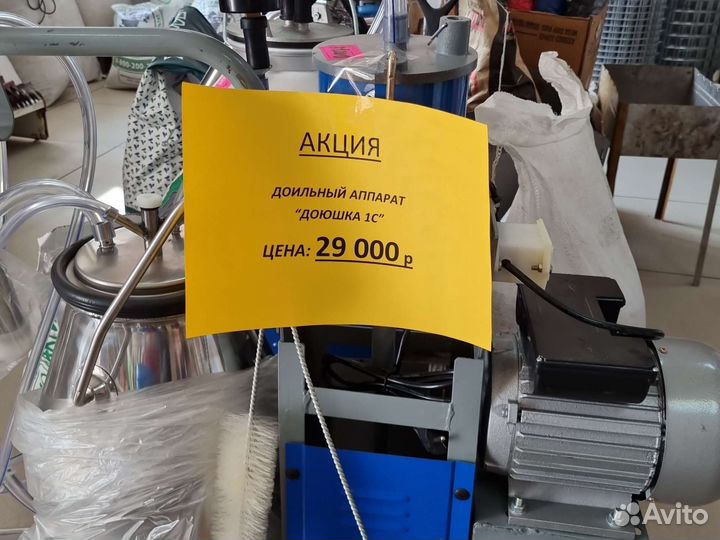 АКЦИЯ
ДОИЛЬНЫЙ АППАРАТ
“ДОЮШКА 1С”
ЦЕНА: 29 000 р
Avito